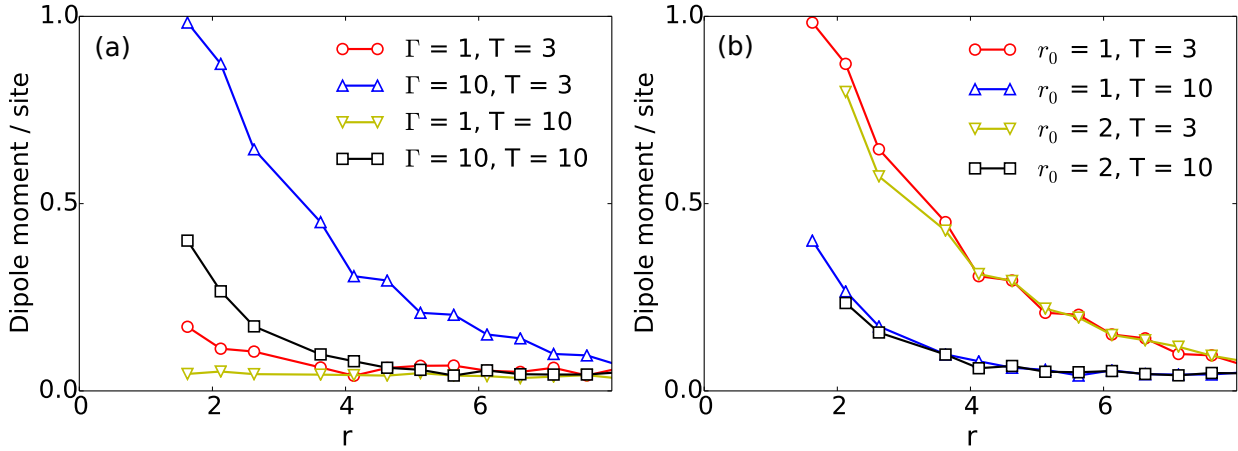 (a)
Γ = 1, T = 3
Γ = 10, T = 3
Γ = 1, T = 10
Γ = 10, T = 10
Dipole moment / site
1.0
0.5
0.0
0
2
4
6
r
(b)
r₀ = 1, T = 3
r₀ = 1, T = 10
r₀ = 2, T = 3
r₀ = 2, T = 10
Dipole moment / site
1.0
0.5
0.0
0
2
4
6
r